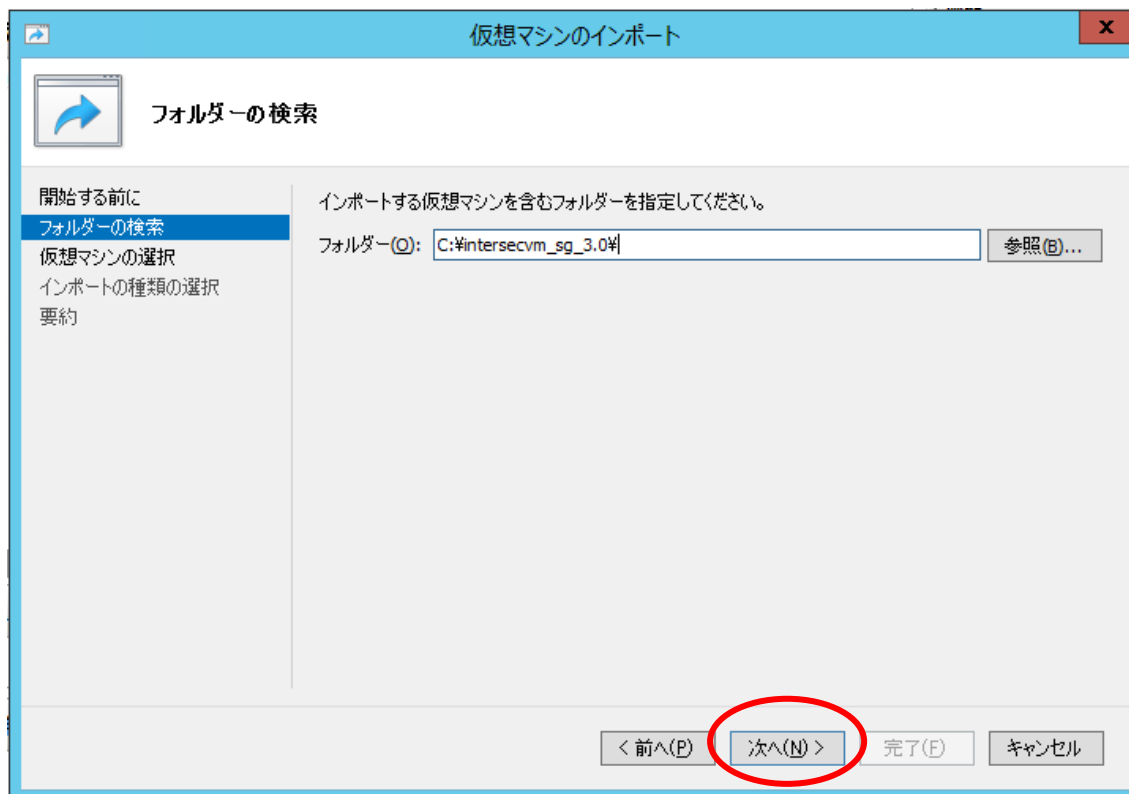 仮想マシンのインポート
x
フォルダーの検索
開始する前に
フォルダーの検索
仮想マシンの選択
インポートの種類の選択
要約
インポートする仮想マシンを含むフォルダーを指定してください。
フォルダー(O): C:¥intersecvm_sg_3.0¥ 参照(B)...
< 前へ(P) 次へ(N) > 完了(F) キャンセル